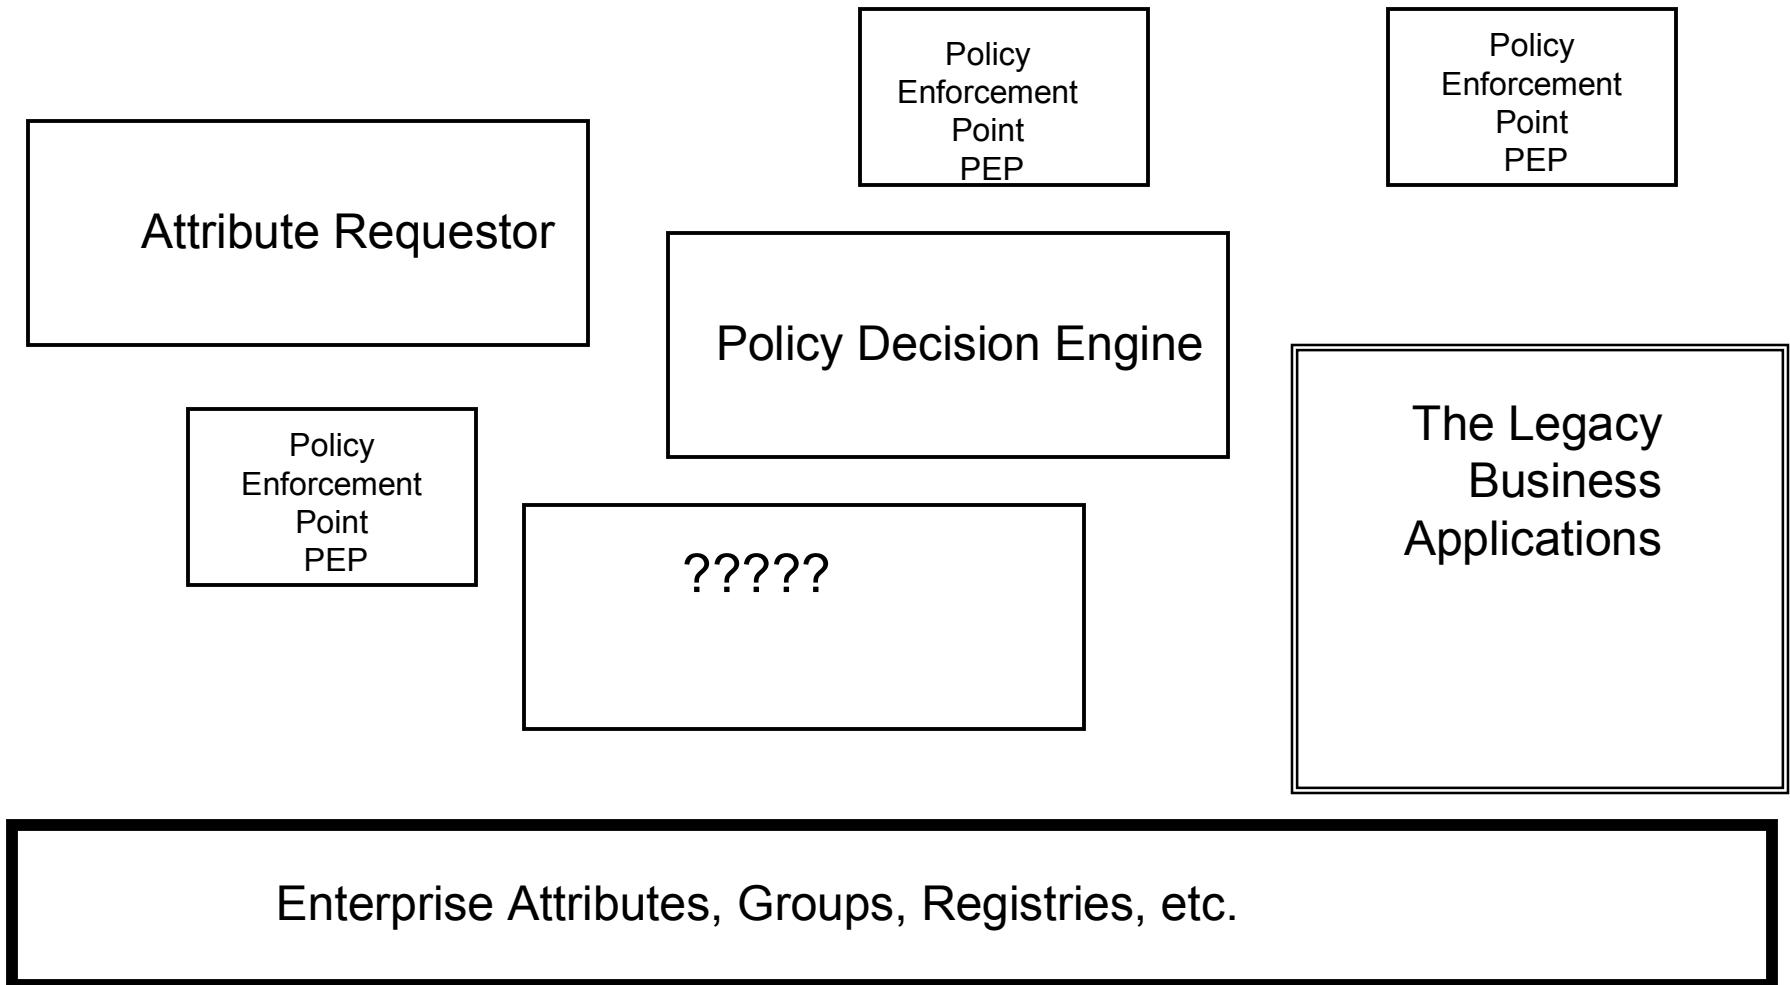 Policy
Enforcement
Point
PEP
Policy
Enforcement
Point
PEP
Attribute Requestor
Policy Decision Engine
The Legacy
Business
Applications
Policy
Enforcement
Point
PEP
?????
Enterprise Attributes, Groups, Registries, etc.